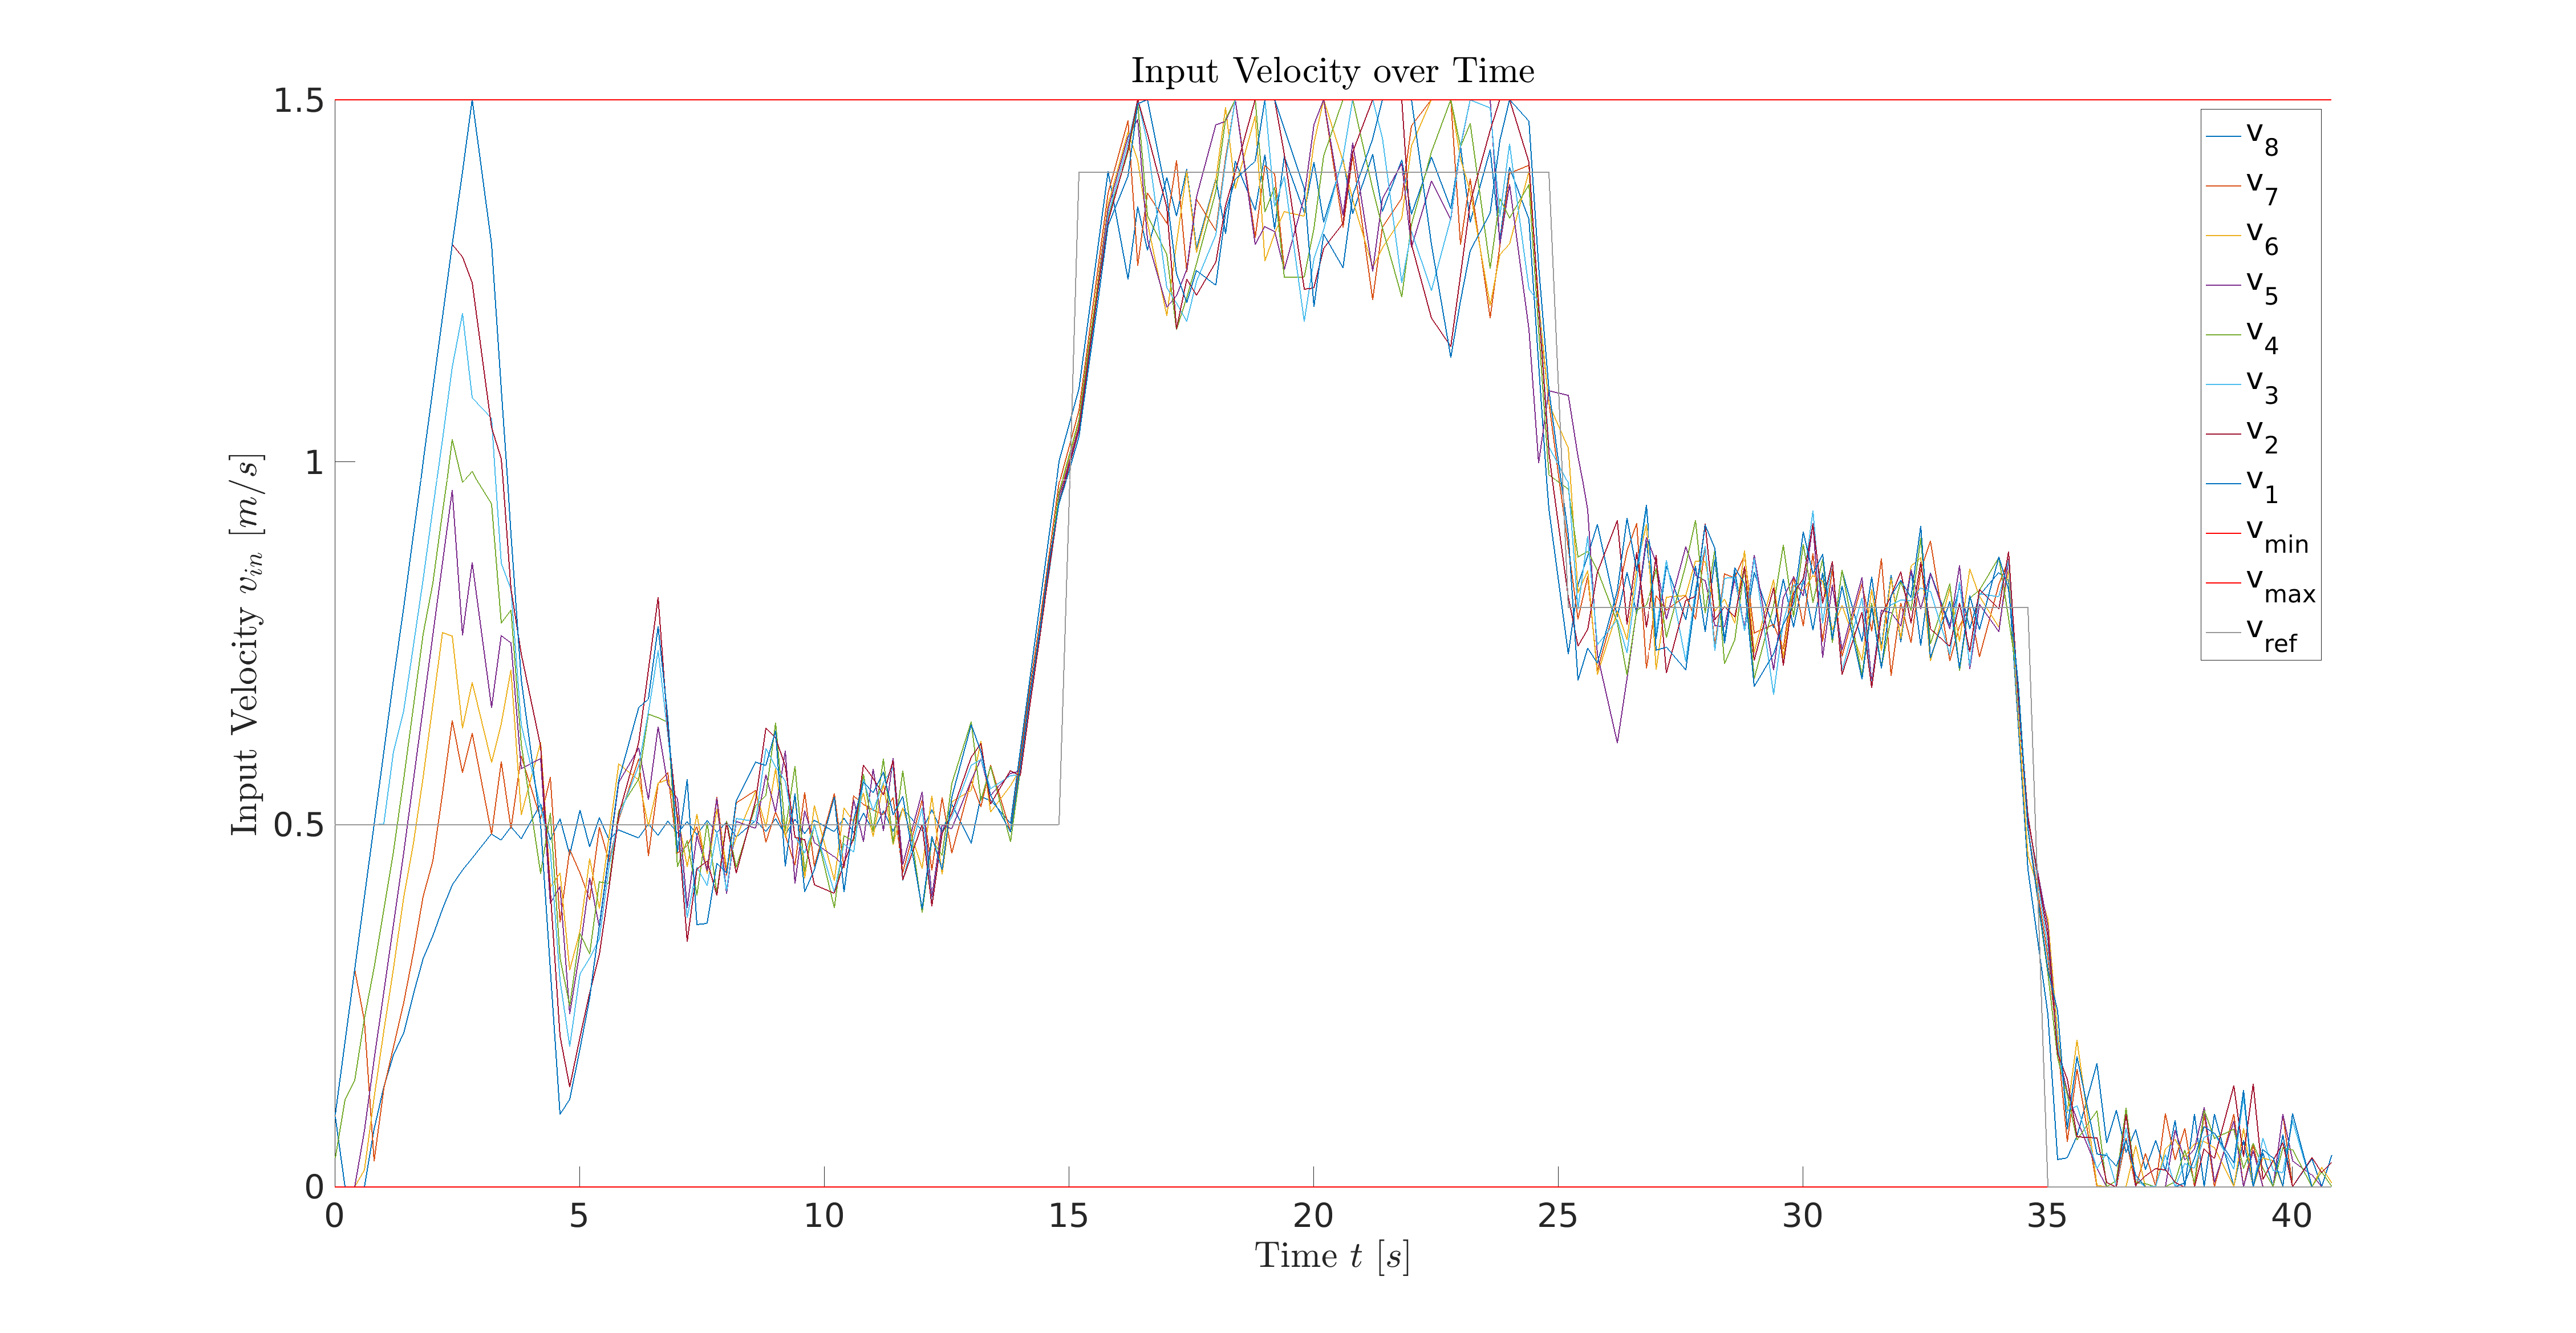 Input Velocity over Time
1.5
1
0.5
0
Input Velocity v_in [m/s]
0 5 10 15 20 25 30 35 40
Time t [s]
v_8
v_7
v_6
v_5
v_4
v_3
v_2
v_1
v_min
v_max
v_ref